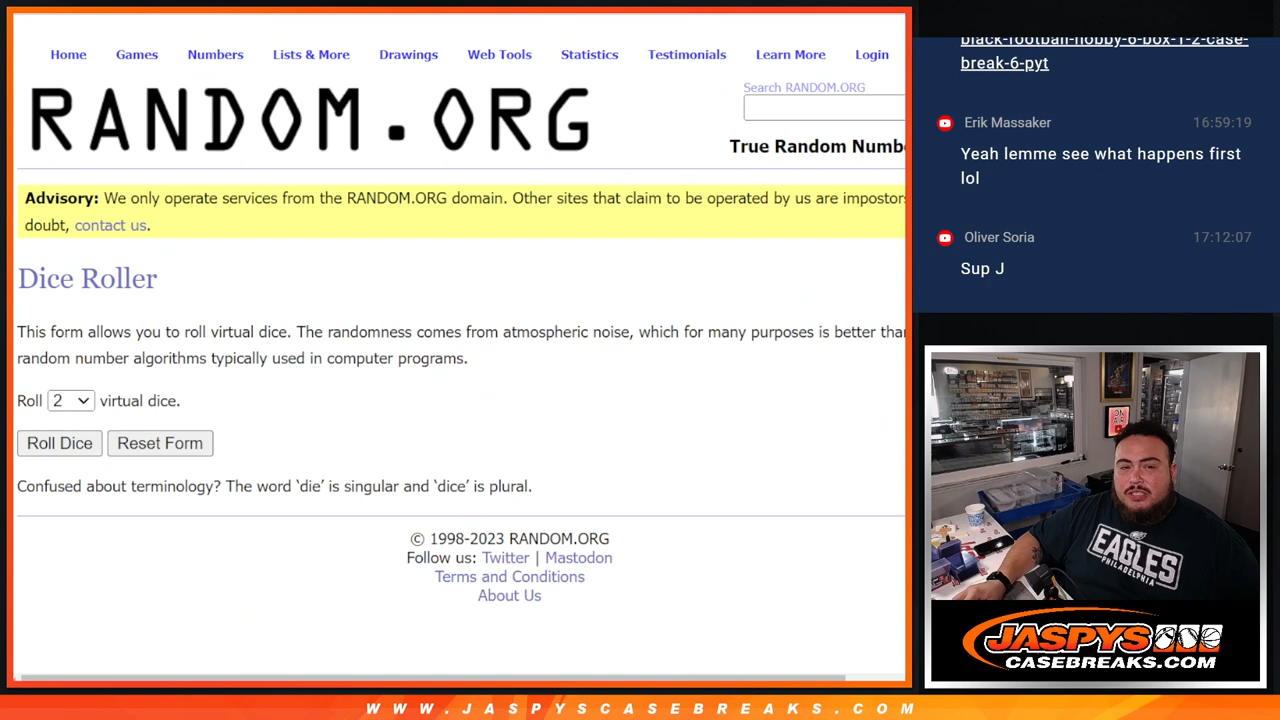 Home Games Numbers Lists & More Drawings Web Tools Statistics Testimonials Learn More Login
RANDOM.ORG
Search RANDOM.ORG
True Random Numb
Advisory: We only operate services from the RANDOM.ORG domain. Other sites that claim to be operated by us are impostors
doubt, contact us.
Dice Roller
This form allows you to roll virtual dice. The randomness comes from atmospheric noise, which for many purposes is better than
random number algorithms typically used in computer programs.
Roll 2 virtual dice.
Roll Dice Reset Form
Confused about terminology? The word ‘die’ is singular and ‘dice’ is plural.
© 1998-2023 RANDOM.ORG
Follow us: Twitter | Mastodon
Terms and Conditions
About Us
black-football-hobby-6-box-1-2-case-
break-6-pyt
Erik Massaker 16:59:19
Yeah lemme see what happens first
lol
Oliver Soria 17:12:07
Sup J
ON
AIR
EAGLES
PHILADELPHIA
JASPYS
CASEBREAKS.COM
WWW.JASPYSCASEBREAKS.COM